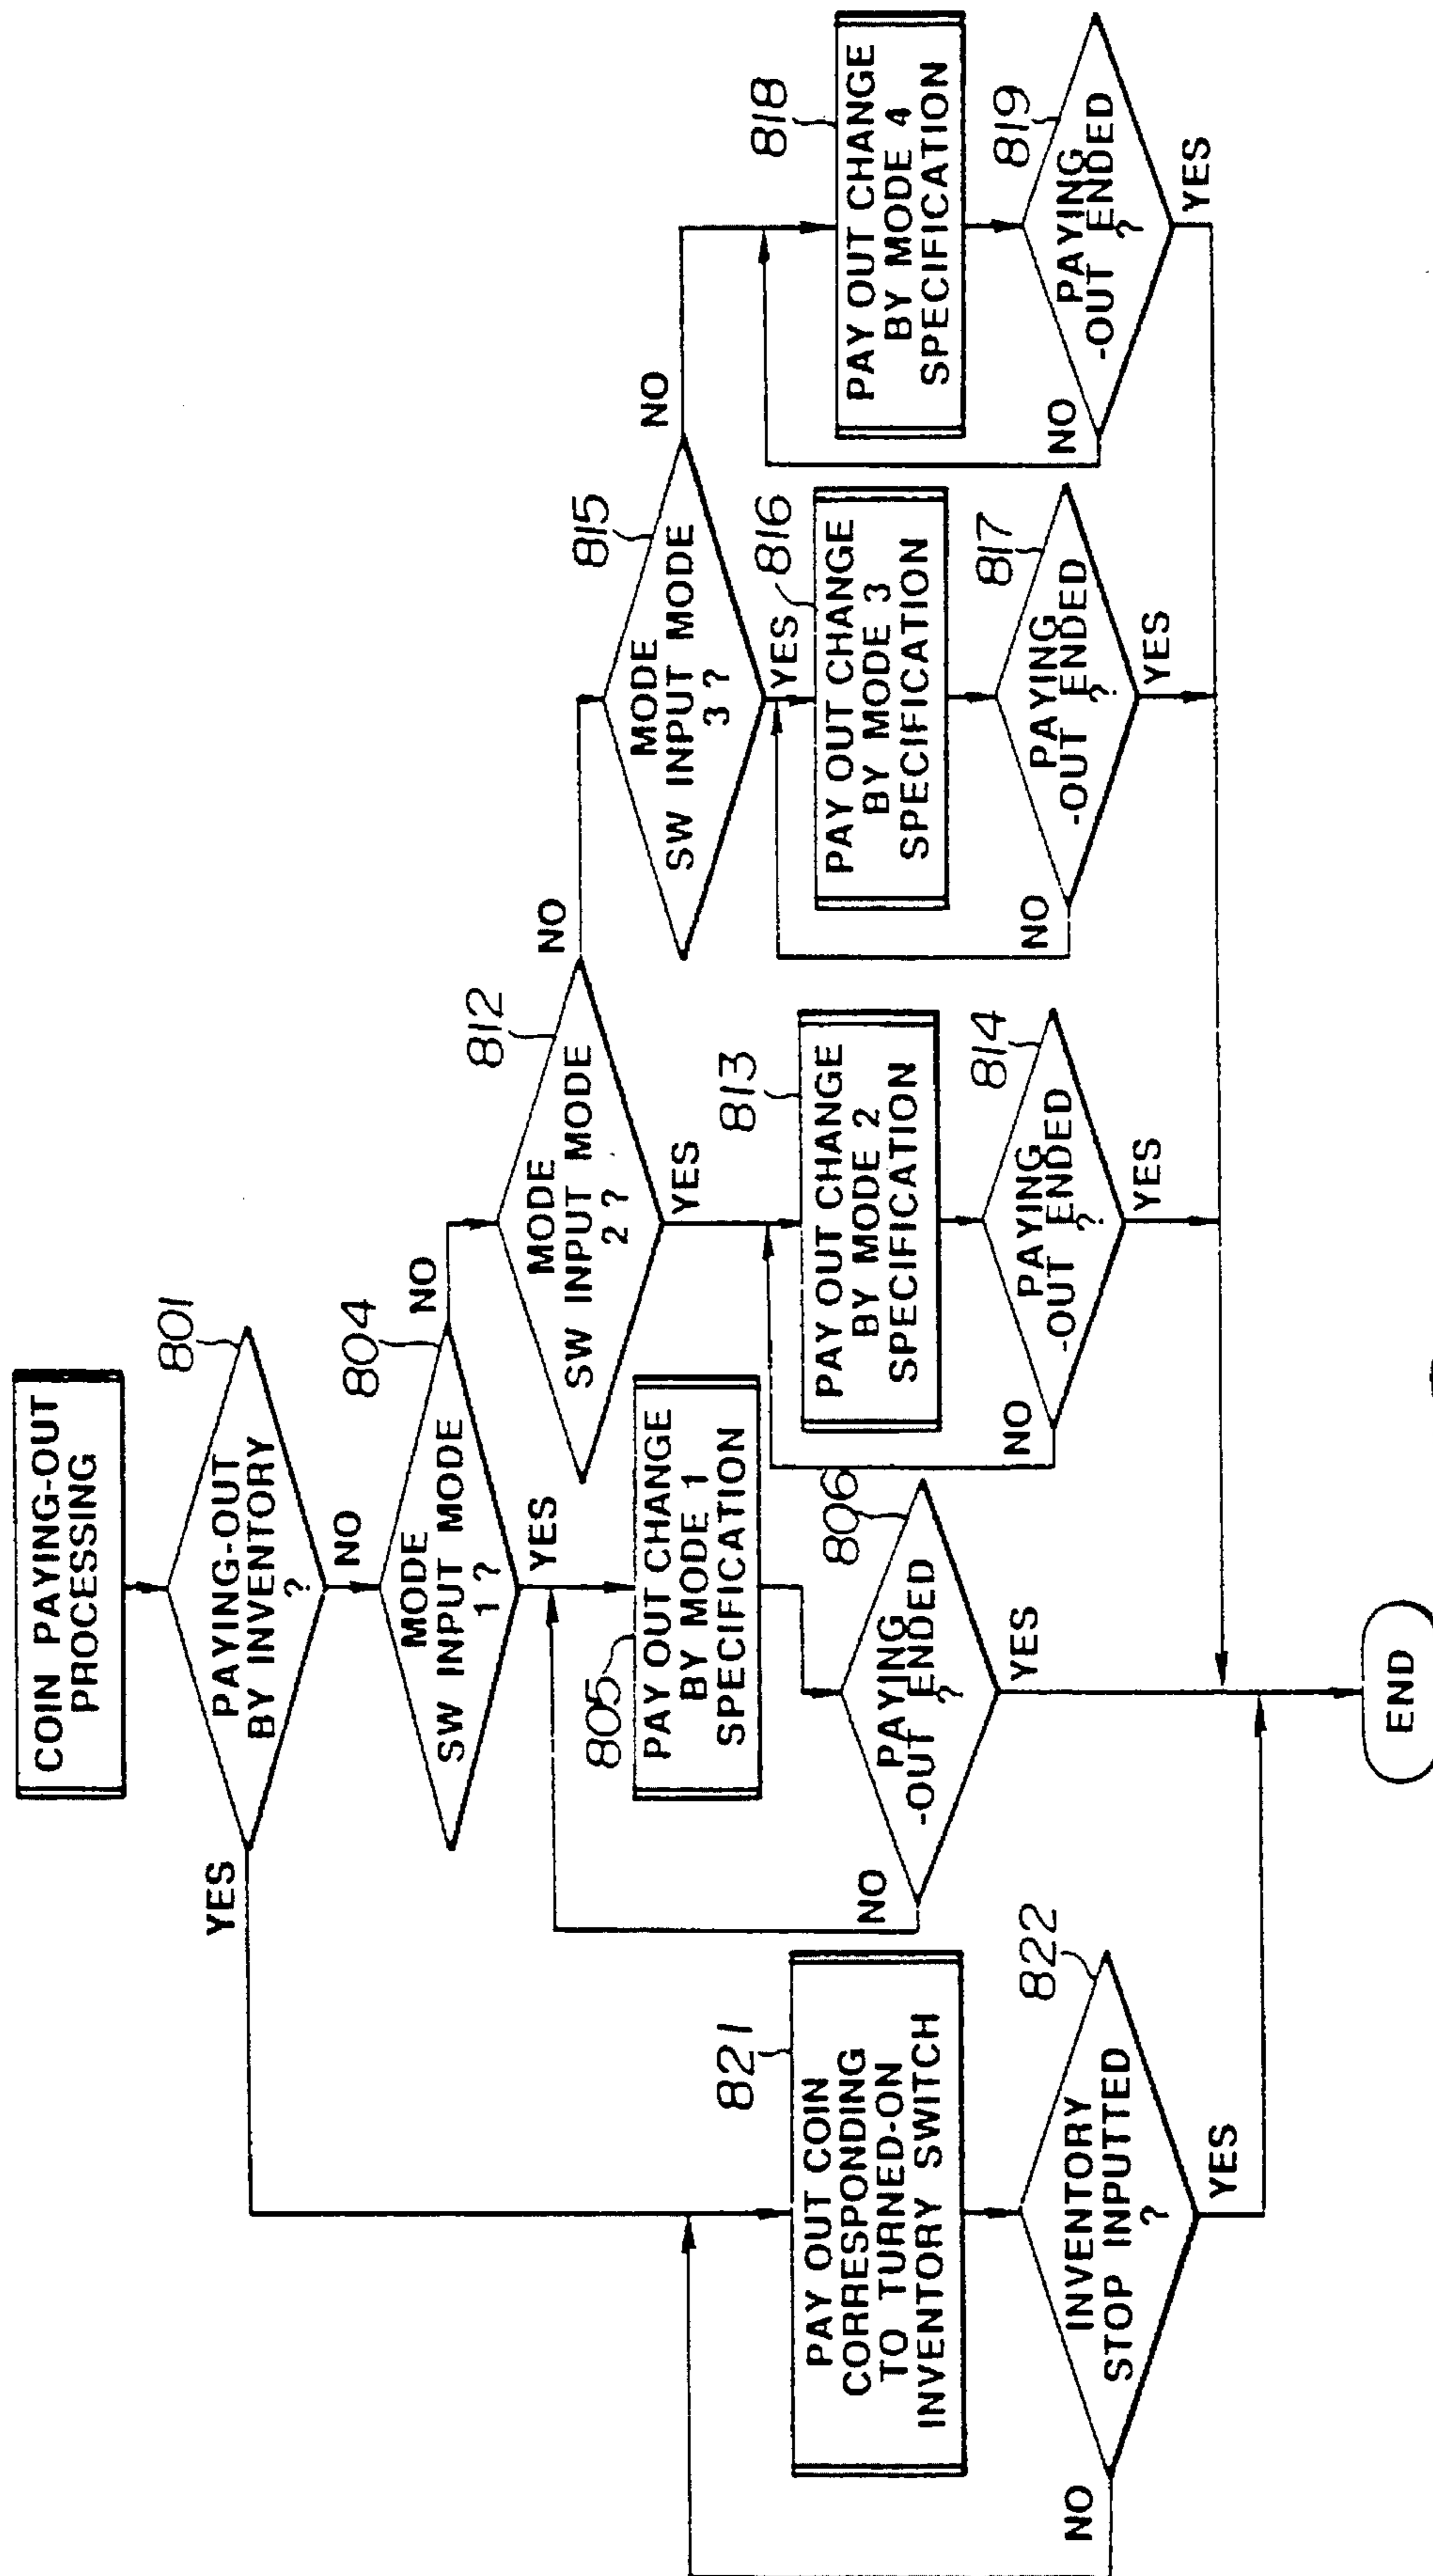 COIN PAYING-OUT
PROCESSING
801
PAYING-OUT
BY INVENTORY
?
YES
NO
804
MODE
SW INPUT MODE
1 ?
NO
YES
812
MODE
SW INPUT MODE
2 ?
NO
YES
815
MODE
SW INPUT MODE
3 ?
NO
YES
821
PAY OUT COIN
CORRESPONDING
TO TURNED-ON
INVENTORY SWITCH
822
INVENTORY
STOP INPUTTED
?
NO
YES
805
PAY OUT CHANGE
BY MODE 1
SPECIFICATION
806
PAYING
-OUT ENDED
?
NO
YES
813
PAY OUT CHANGE
BY MODE 2
SPECIFICATION
814
PAYING
-OUT ENDED
?
NO
YES
816
PAY OUT CHANGE
BY MODE 3
SPECIFICATION
817
PAYING
-OUT ENDED
?
NO
YES
818
PAY OUT CHANGE
BY MODE 4
SPECIFICATION
819
PAYING
-OUT ENDED
?
NO
YES
END